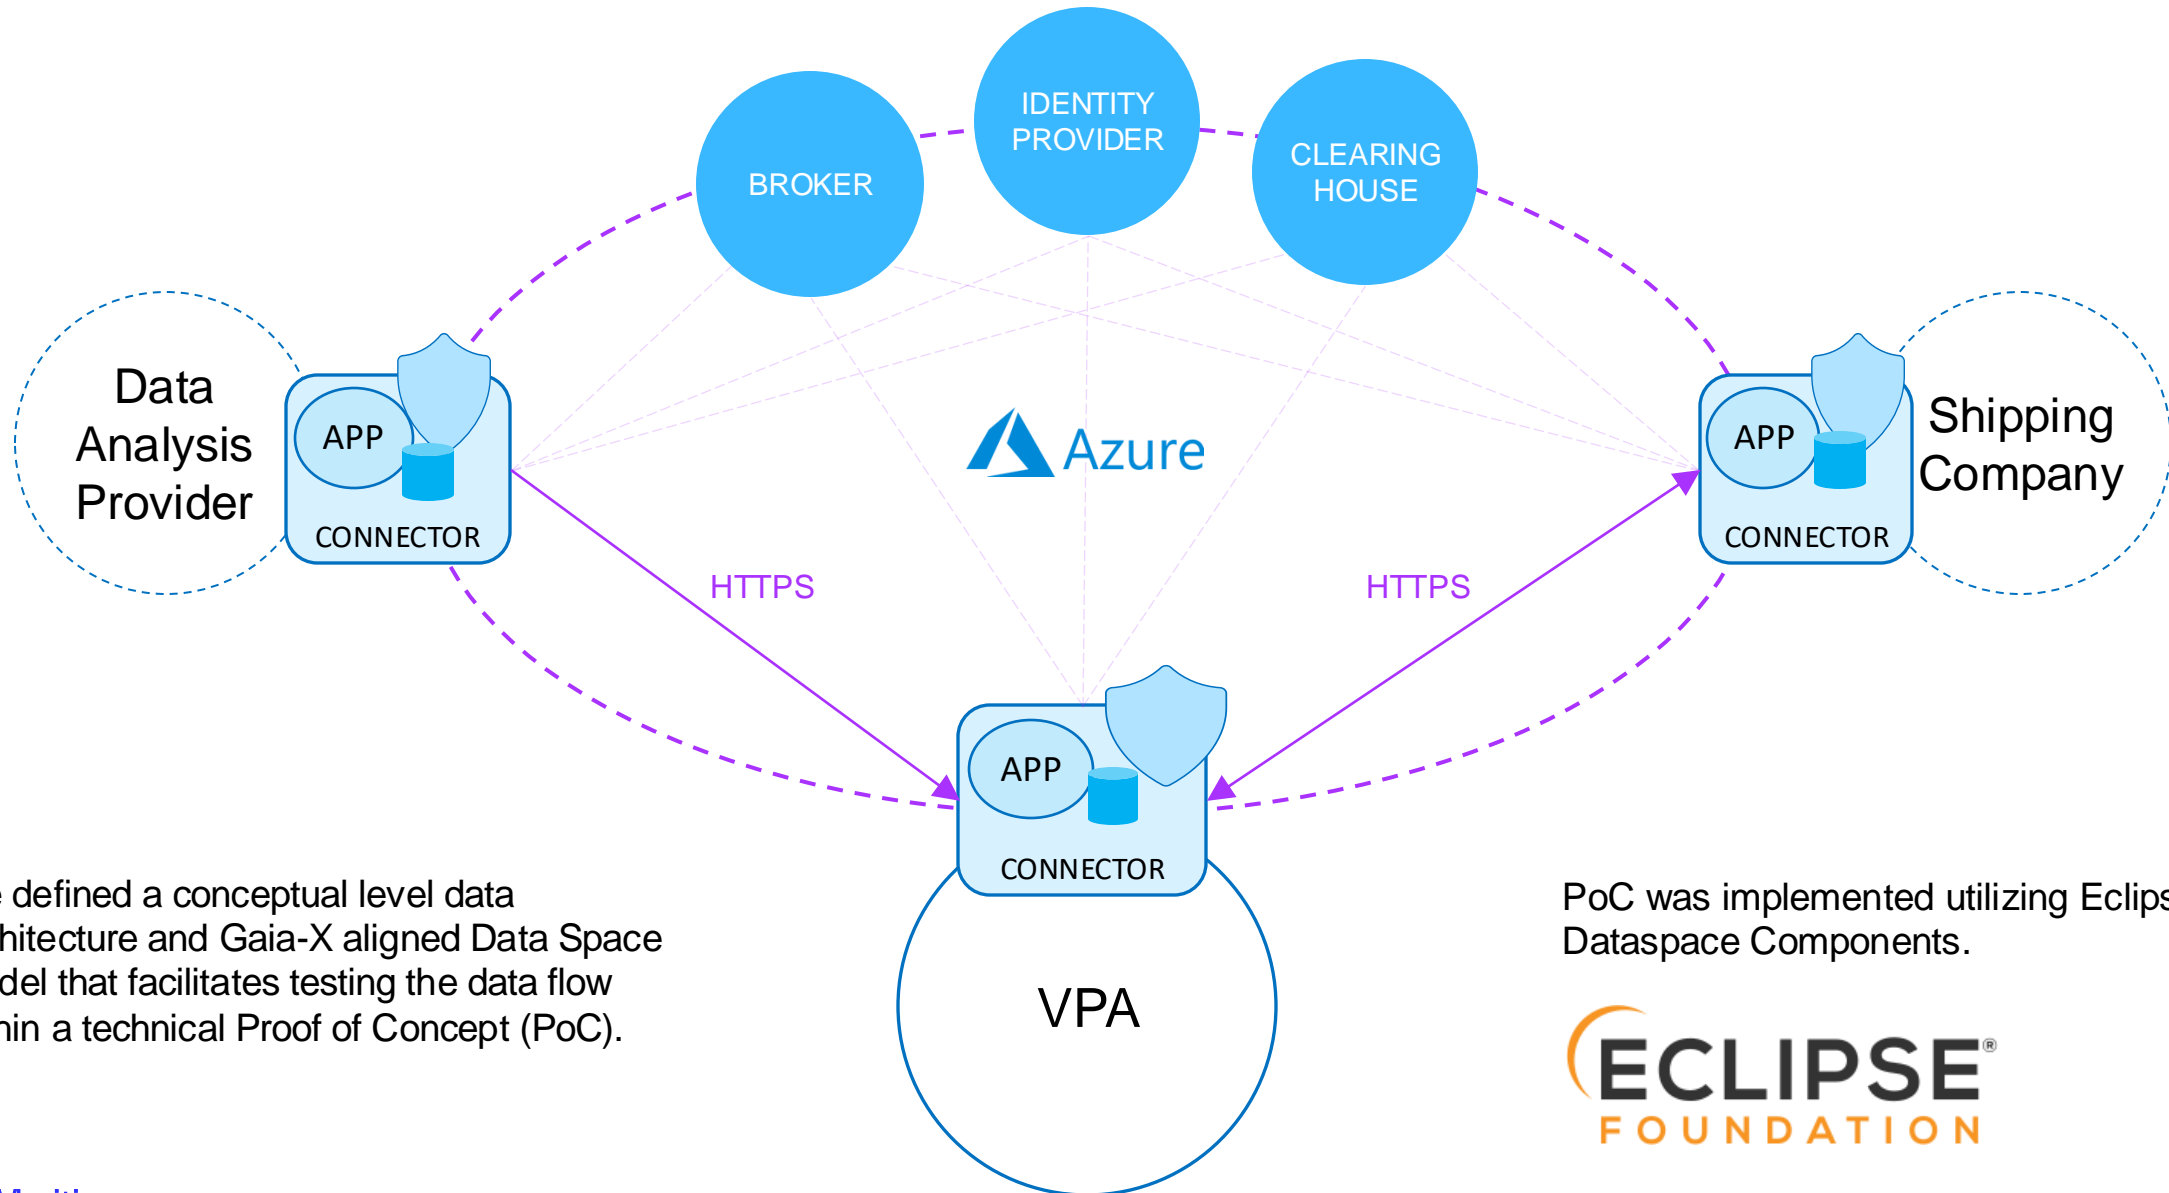 IDENTITY
PROVIDER
BROKER
CLEARING
HOUSE
Data
Analysis
Provider
APP
CONNECTOR
Azure
APP
CONNECTOR
Shipping
Company
HTTPS
HTTPS
APP
CONNECTOR
VPA
defined a conceptual level data
hitecture and Gaia-X aligned Data Space
del that facilitates testing the data flow
hin a technical Proof of Concept (PoC).
PoC was implemented utilizing Eclips
Dataspace Components.
ECLIPSE®
FOUNDATION